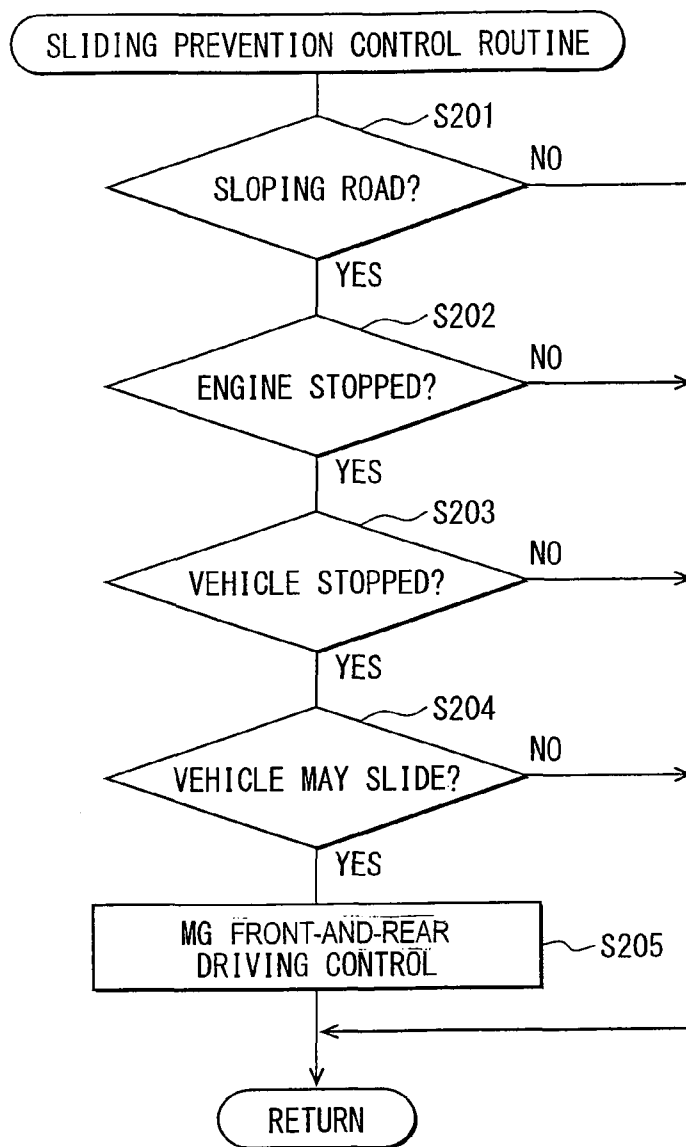 SLIDING PREVENTION CONTROL ROUTINE
S201
SLOPING ROAD?
NO
YES
S202
ENGINE STOPPED?
NO
YES
S203
VEHICLE STOPPED?
NO
YES
S204
VEHICLE MAY SLIDE?
NO
YES
MG FRONT-AND-REAR
DRIVING CONTROL
S205
RETURN